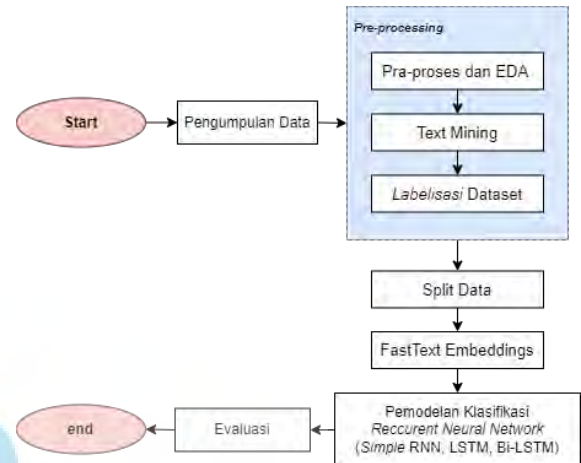 Start
Pengumpulan Data
Pre-processing
Pra-proses dan EDA
Text Mining
Labelisasi Dataset
Split Data
FastText Embeddings
Pemodelan Klasifikasi
Reccurent Neural Network
(Simple RNN, LSTM, Bi-LSTM)
Evaluasi
end